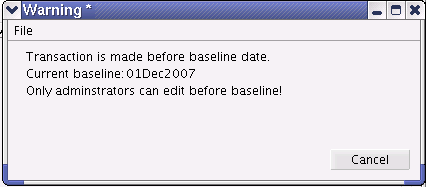 Warning *
File
Transaction is made before baseline date.
Current baseline: 01Dec2007
Only adminstrators can edit before baseline!
Cancel